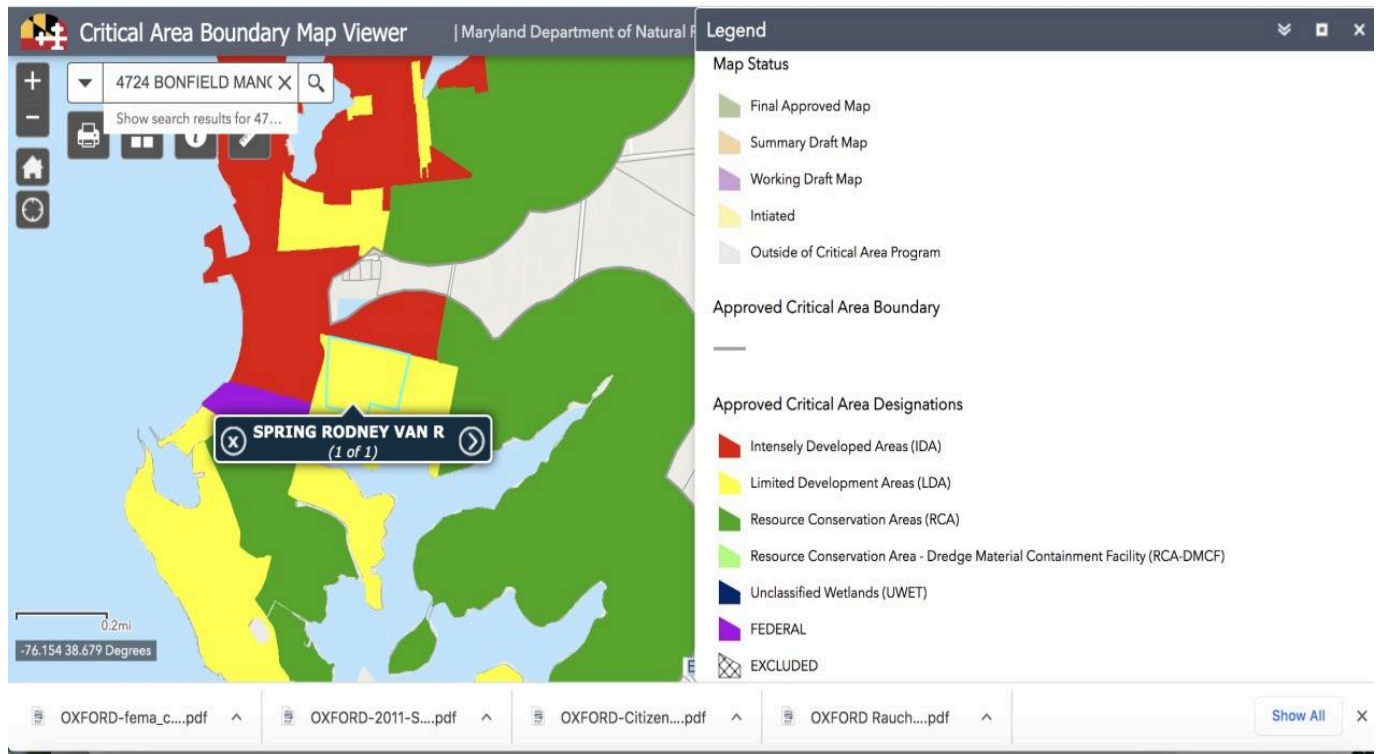 Critical Area Boundary Map Viewer
| Maryland Department of Natural
4724 BONFIELD MAN
Show search results for 47...
SPRING RODNEY VAN R
(1 of 1)
0.2mi
-76.154 38.679 Degrees
Legend
Map Status
Final Approved Map
Summary Draft Map
Working Draft Map
Intiated
Outside of Critical Area Program
Approved Critical Area Boundary
Approved Critical Area Designations
Intensely Developed Areas (IDA)
Limited Development Areas (LDA)
Resource Conservation Areas (RCA)
Resource Conservation Area - Dredge Material Containment Facility (RCA-DMCF)
Unclassified Wetlands (UWET)
FEDERAL
EXCLUDED
OXFORD-fema_c....pdf
OXFORD-2011-S....pdf
OXFORD-Citizen....pdf
OXFORD Rauch....pdf
Show All